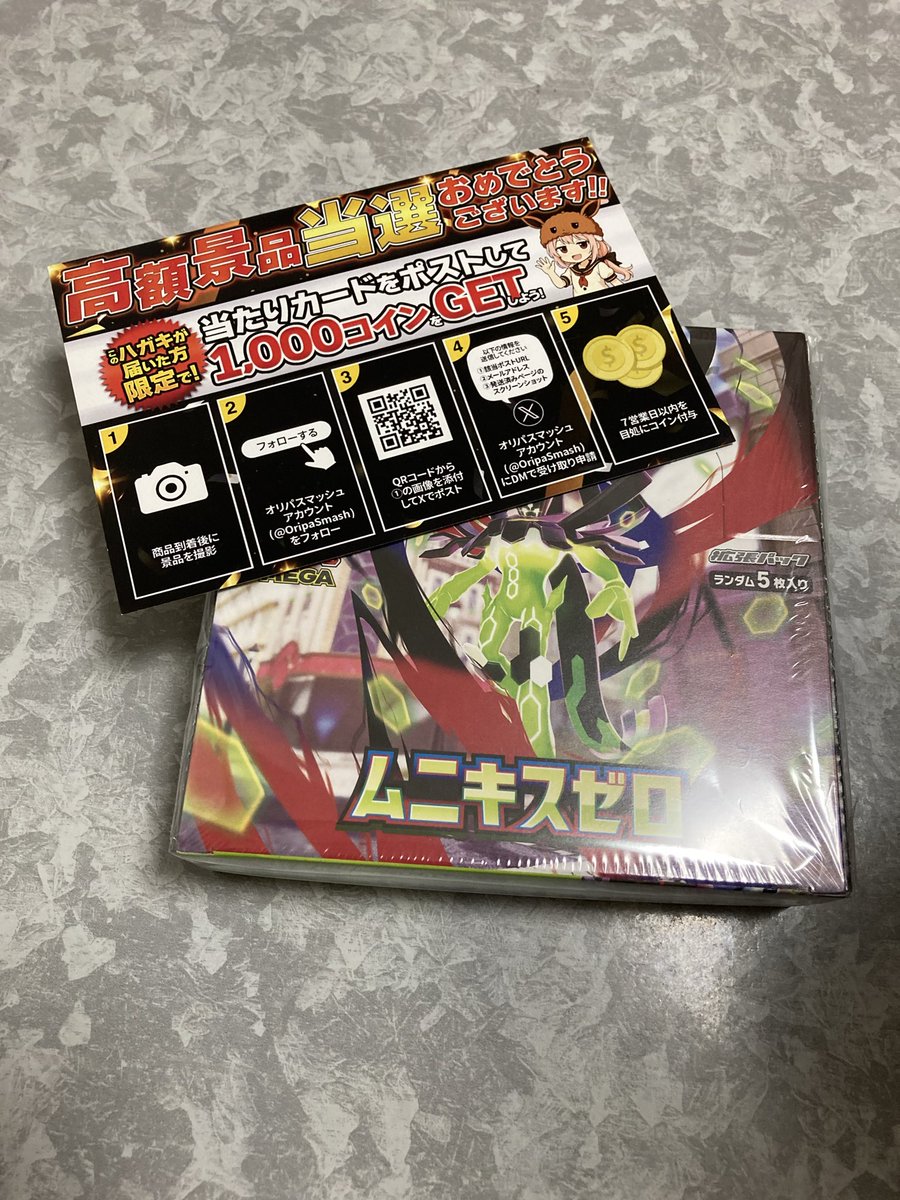 高額景品当選おめでとう
ございます!!
当たりカードをポストして
1,000コインをGETしよう!
このハガキが
届いた方
限定で!
1
商品到着後に
景品を撮影
2
フォローする
オリパスマッシュ
アカウント
(@OripaSmash)
をフォロー
3
QRコードから
①の画像を添付
してXでポスト
4
以下の情報を
送信してください
①該当ポストURL
②メールアドレス
③発送済みページの
スクリーンショット
X
オリパスマッシュ
アカウント
(@OripaSmash)
にDMで受け取り申請
5
$
$
7営業日以内を
目処にコイン付与
MEGA
拡張パック
ランダム5枚入り
ムニキスゼロ